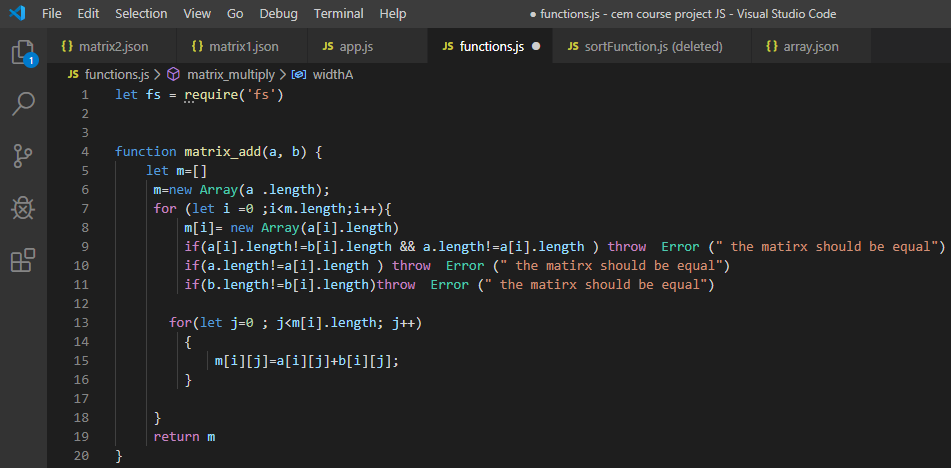 File Edit Selection View Go Debug Terminal Help ● functions.js - cem course project JS - Visual Studio Code
{} matrix2.json {} matrix1.json JS app.js JS functions.js ● JS sortFunction.js (deleted) {} array.json
JS functions.js > matrix_multiply > widthA
1
1 let fs = require('fs')
2
3
4 function matrix_add(a, b) {
5 let m=[]
6 m=new Array(a .length);
7 for (let i =0 ;i<m.length;i++){
8 m[i]= new Array(a[i].length)
9 if(a[i].length!=b[i].length && a.length!=a[i].length ) throw  Error (" the matirx should be equal")
10 if(a.length!=a[i].length ) throw  Error (" the matirx should be equal")
11 if(b.length!=b[i].length)throw  Error (" the matirx should be equal")
12
13 for(let j=0 ; j<m[i].length; j++)
14 {
15 m[i][j]=a[i][j]+b[i][j];
16 }
17
18 }
19 return m
20 }